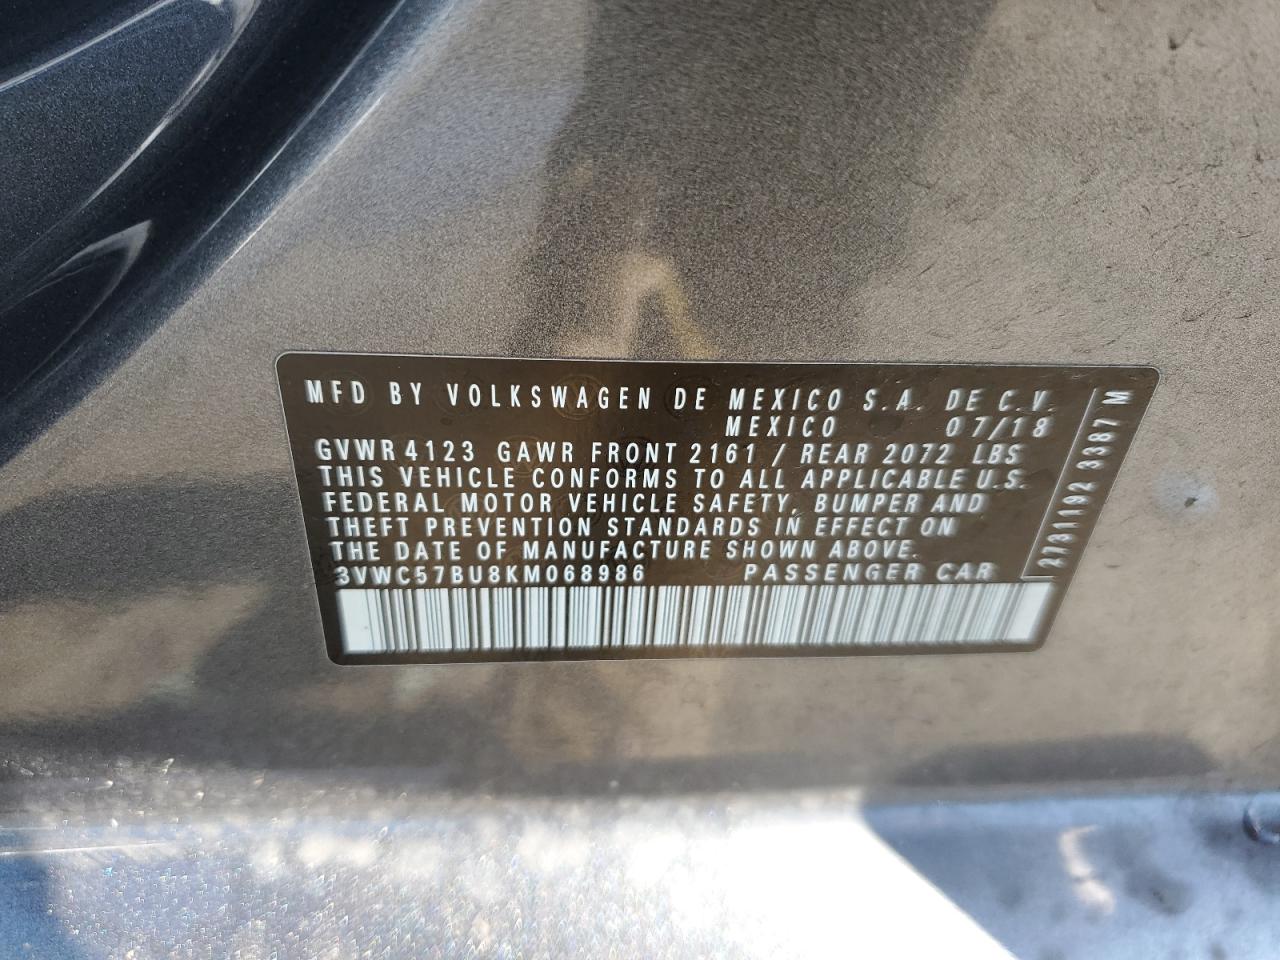 MFD BY VOLKSWAGEN DE MEXICO S.A. DE C.V.
MEXICO 07/18
GVWR 4123 GAWR FRONT 2161 / REAR 2072 LBS
THIS VEHICLE CONFORMS TO ALL APPLICABLE U.S.
FEDERAL MOTOR VEHICLE SAFETY, BUMPER AND
THEFT PREVENTION STANDARDS IN EFFECT ON
THE DATE OF MANUFACTURE SHOWN ABOVE.
3VWC57BU8KM068986 PASSENGER CAR
2731192 3387 M